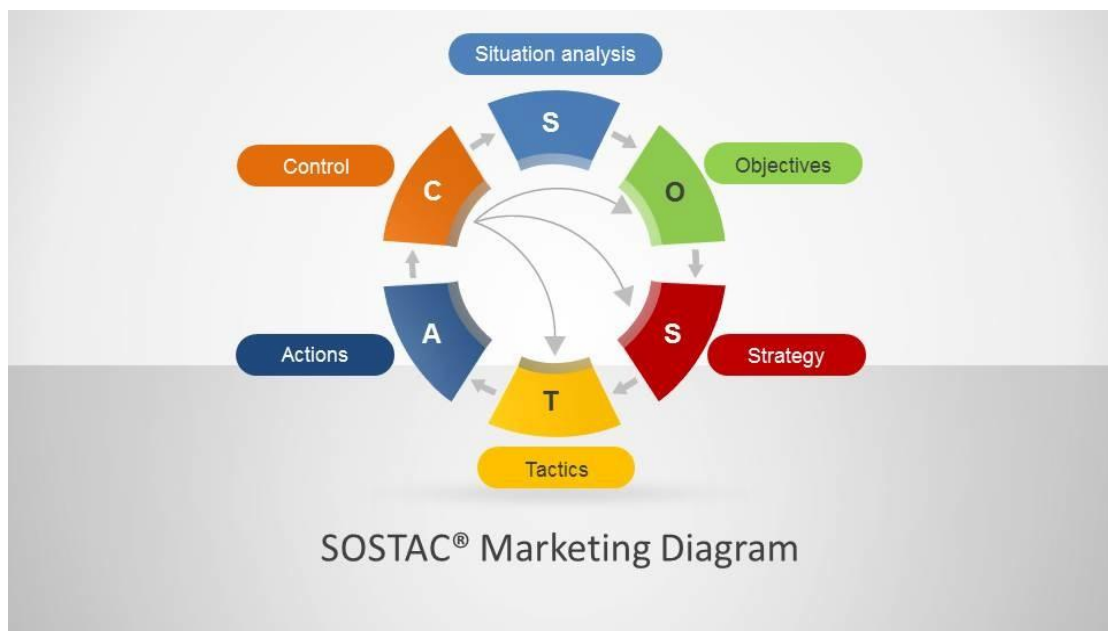 Situation analysis
S
Control
C
O
Objectives
Actions
A
S
Strategy
T
Tactics
SOSTAC® Marketing Diagram